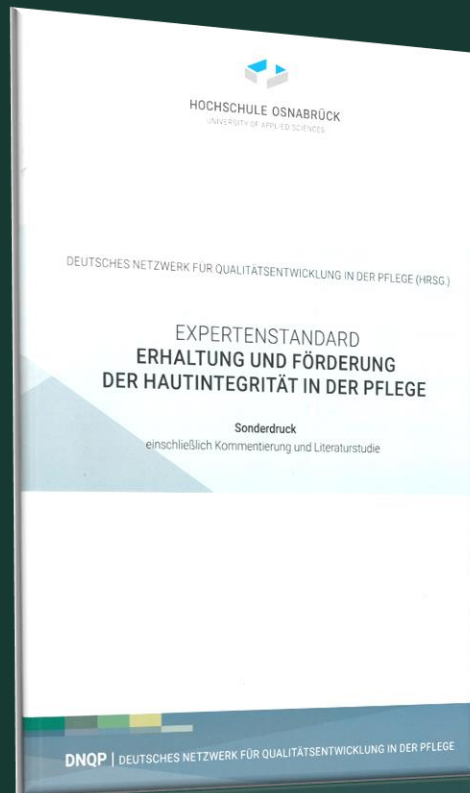 HOCHSCHULE OSNABRÜCK
UNIVERSITY OF APPLIED SCIENCES
DEUTSCHES NETZWERK FÜR QUALITÄTSENTWICKLUNG IN DER PFLEGE (HRSG.)
EXPERTENSTANDARD
ERHALTUNG UND FÖRDERUNG
DER HAUTINTEGRITÄT IN DER PFLEGE
Sonderdruck
einschließlich Kommentierung und Literaturstudie
DNQP | DEUTSCHES NETZWERK FÜR QUALITÄTSENTWICKLUNG IN DER PFLEGE